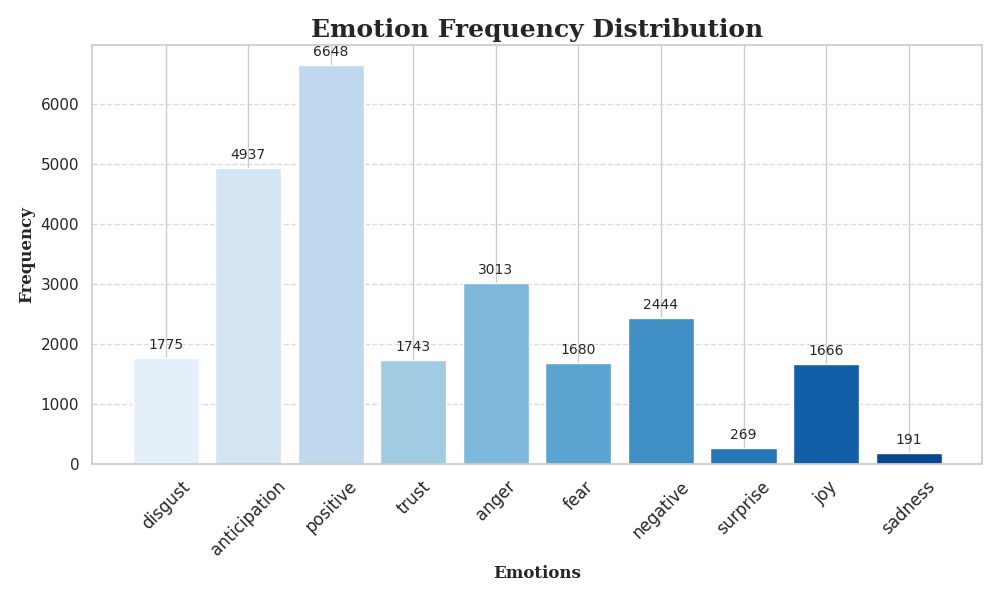 Emotion Frequency Distribution
6648
6000
4937
5000
4000
Frequency
3013
3000
2444
1775
1743
1680
1666
2000
1000
269
191
0
disgust
anticipation
positive
trust
anger
fear
negative
surprise
joy
sadness
Emotions